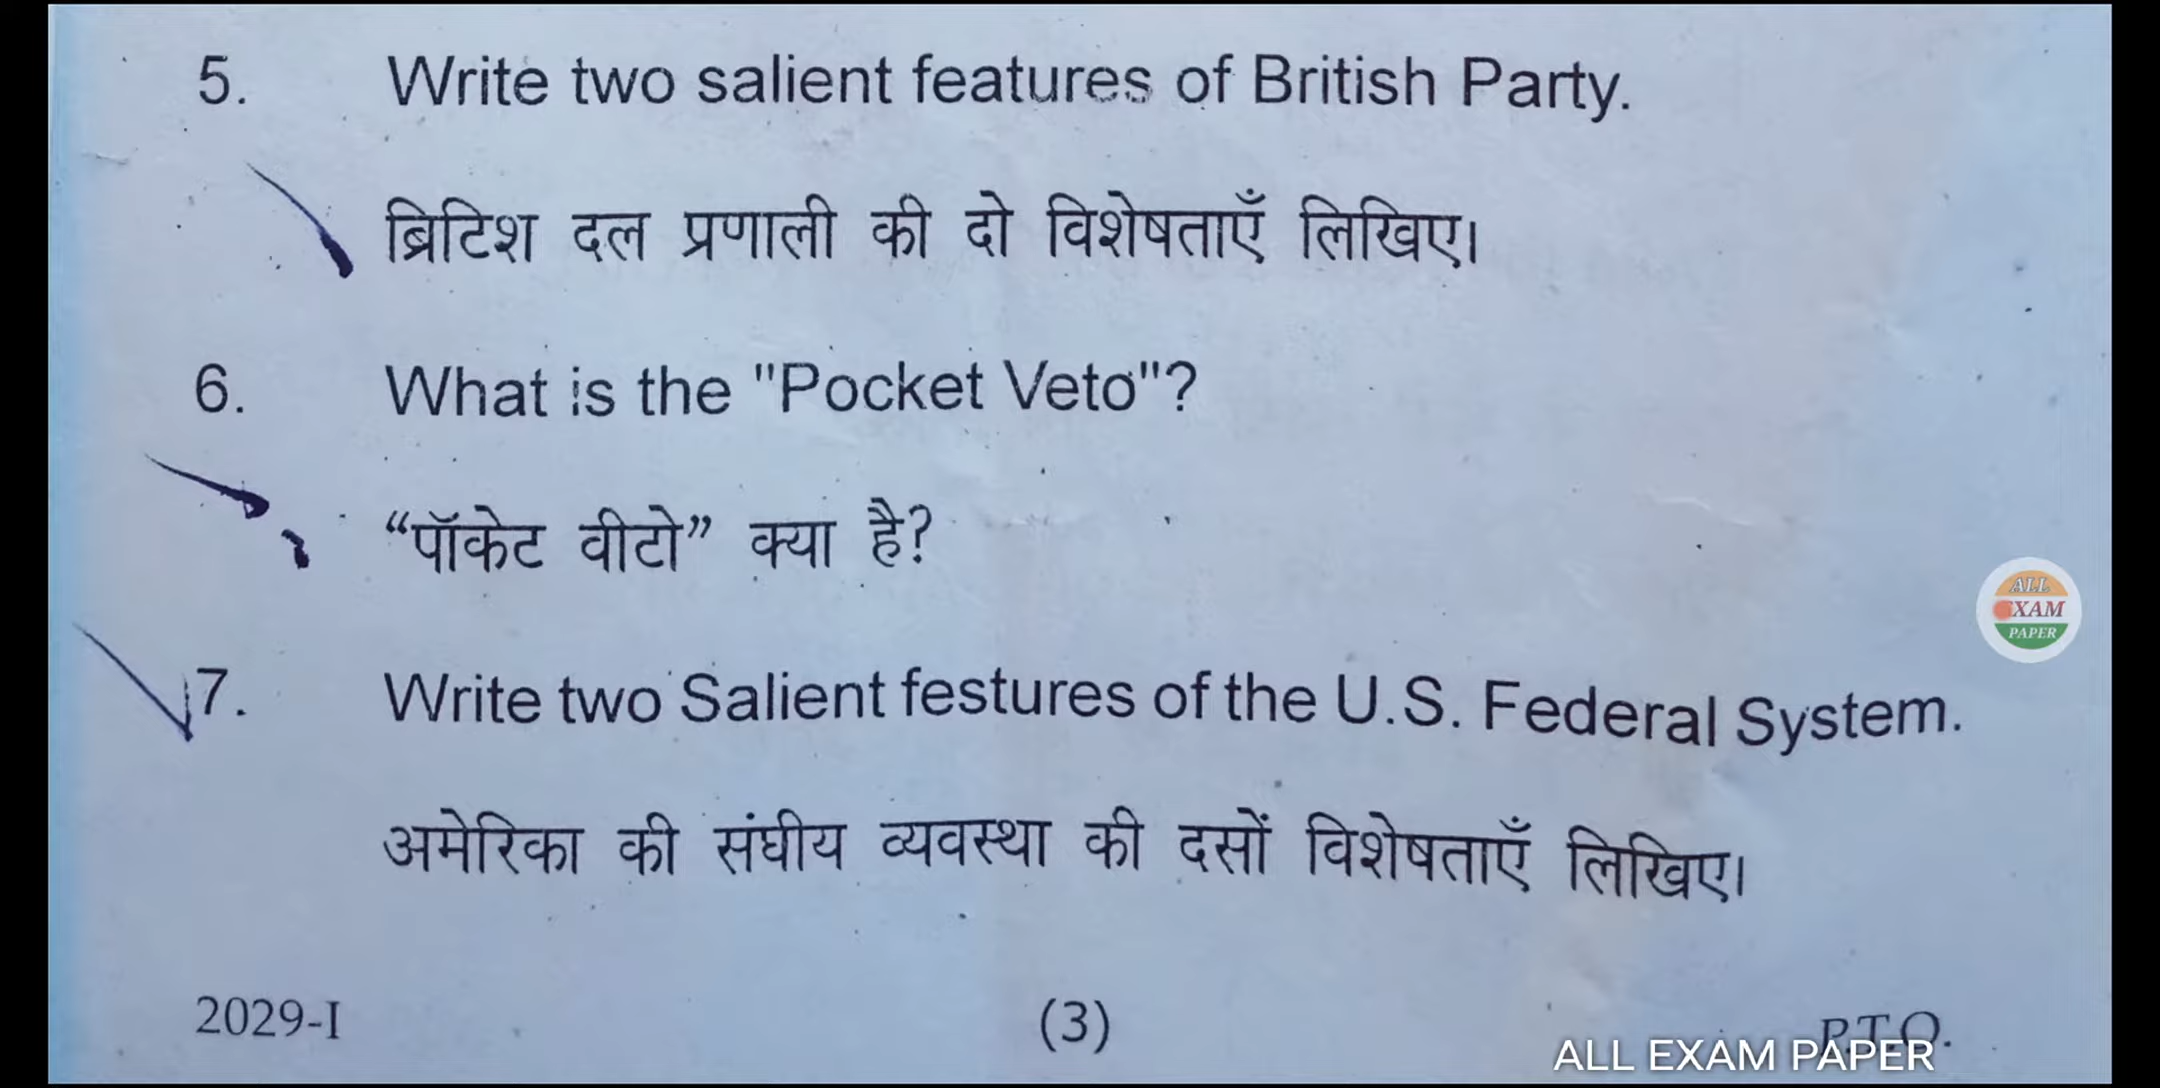 5. Write two salient features of British Party.
ब्रिटिश दल प्रणाली की दो विशेषताएँ लिखिए।
6. What is the "Pocket Veto"?
“पॉकेट वीटो” क्या है?
7. Write two Salient festures of the U.S. Federal System.
अमेरिका की संघीय व्यवस्था की दसों विशेषताएँ लिखिए।
ALL
EXAM
PAPER
2029-I (3) P.T.O.
ALL EXAM PAPER